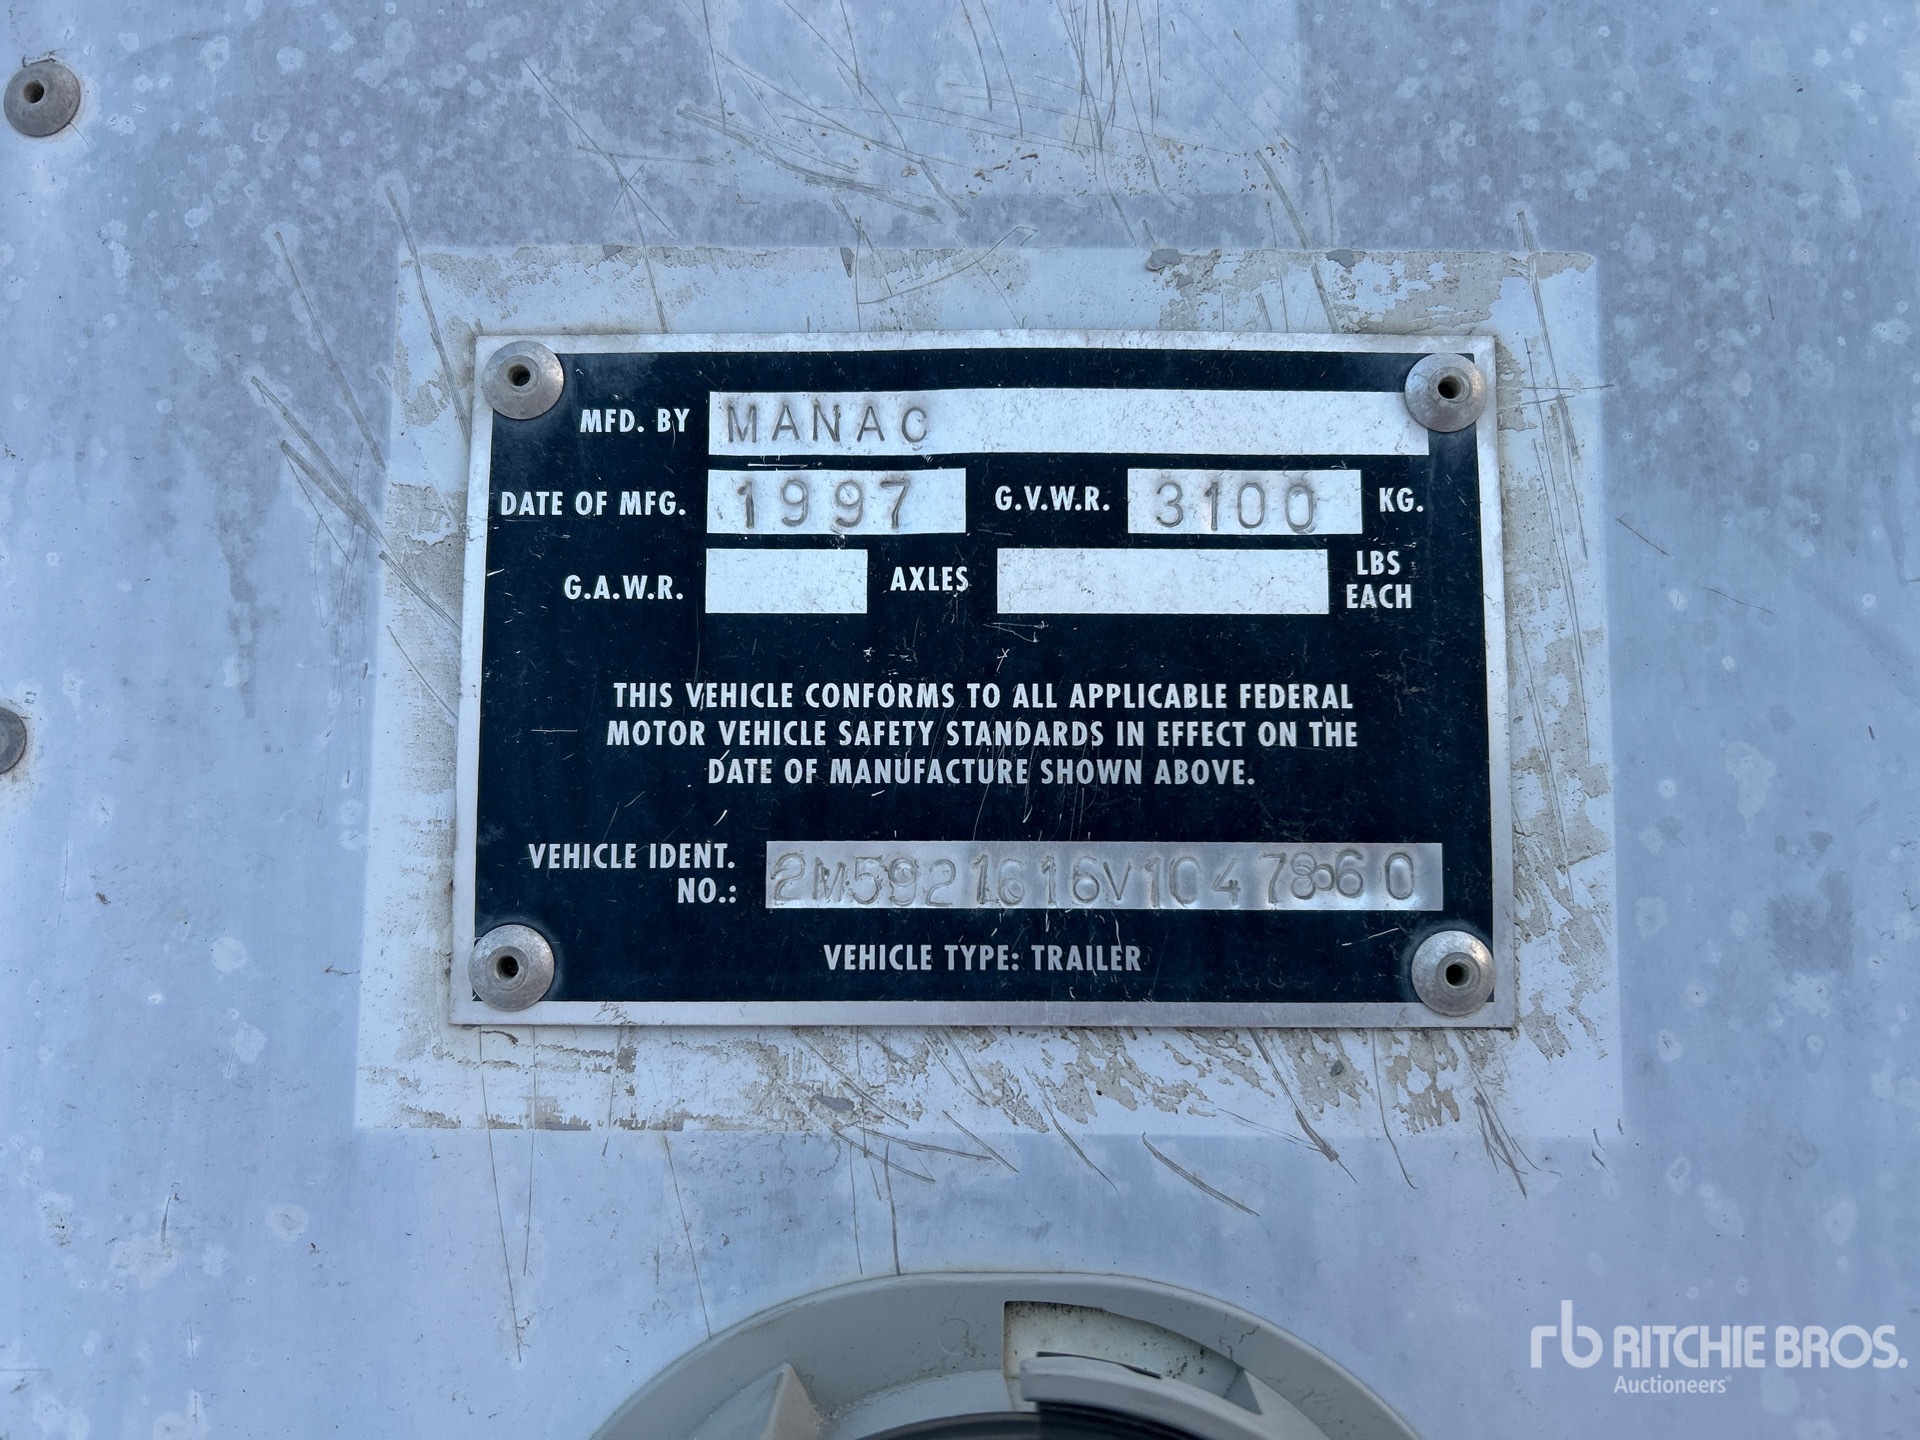 MFD. BY MANAC
DATE OF MFG. 1997 G.V.W.R. 3100 KG.
G.A.W.R. AXLES LBS EACH
THIS VEHICLE CONFORMS TO ALL APPLICABLE FEDERAL
MOTOR VEHICLE SAFETY STANDARDS IN EFFECT ON THE
DATE OF MANUFACTURE SHOWN ABOVE.
VEHICLE IDENT. NO.: 2M5921616V1047860
VEHICLE TYPE: TRAILER
rb RITCHIE BROS.
Auctioneers